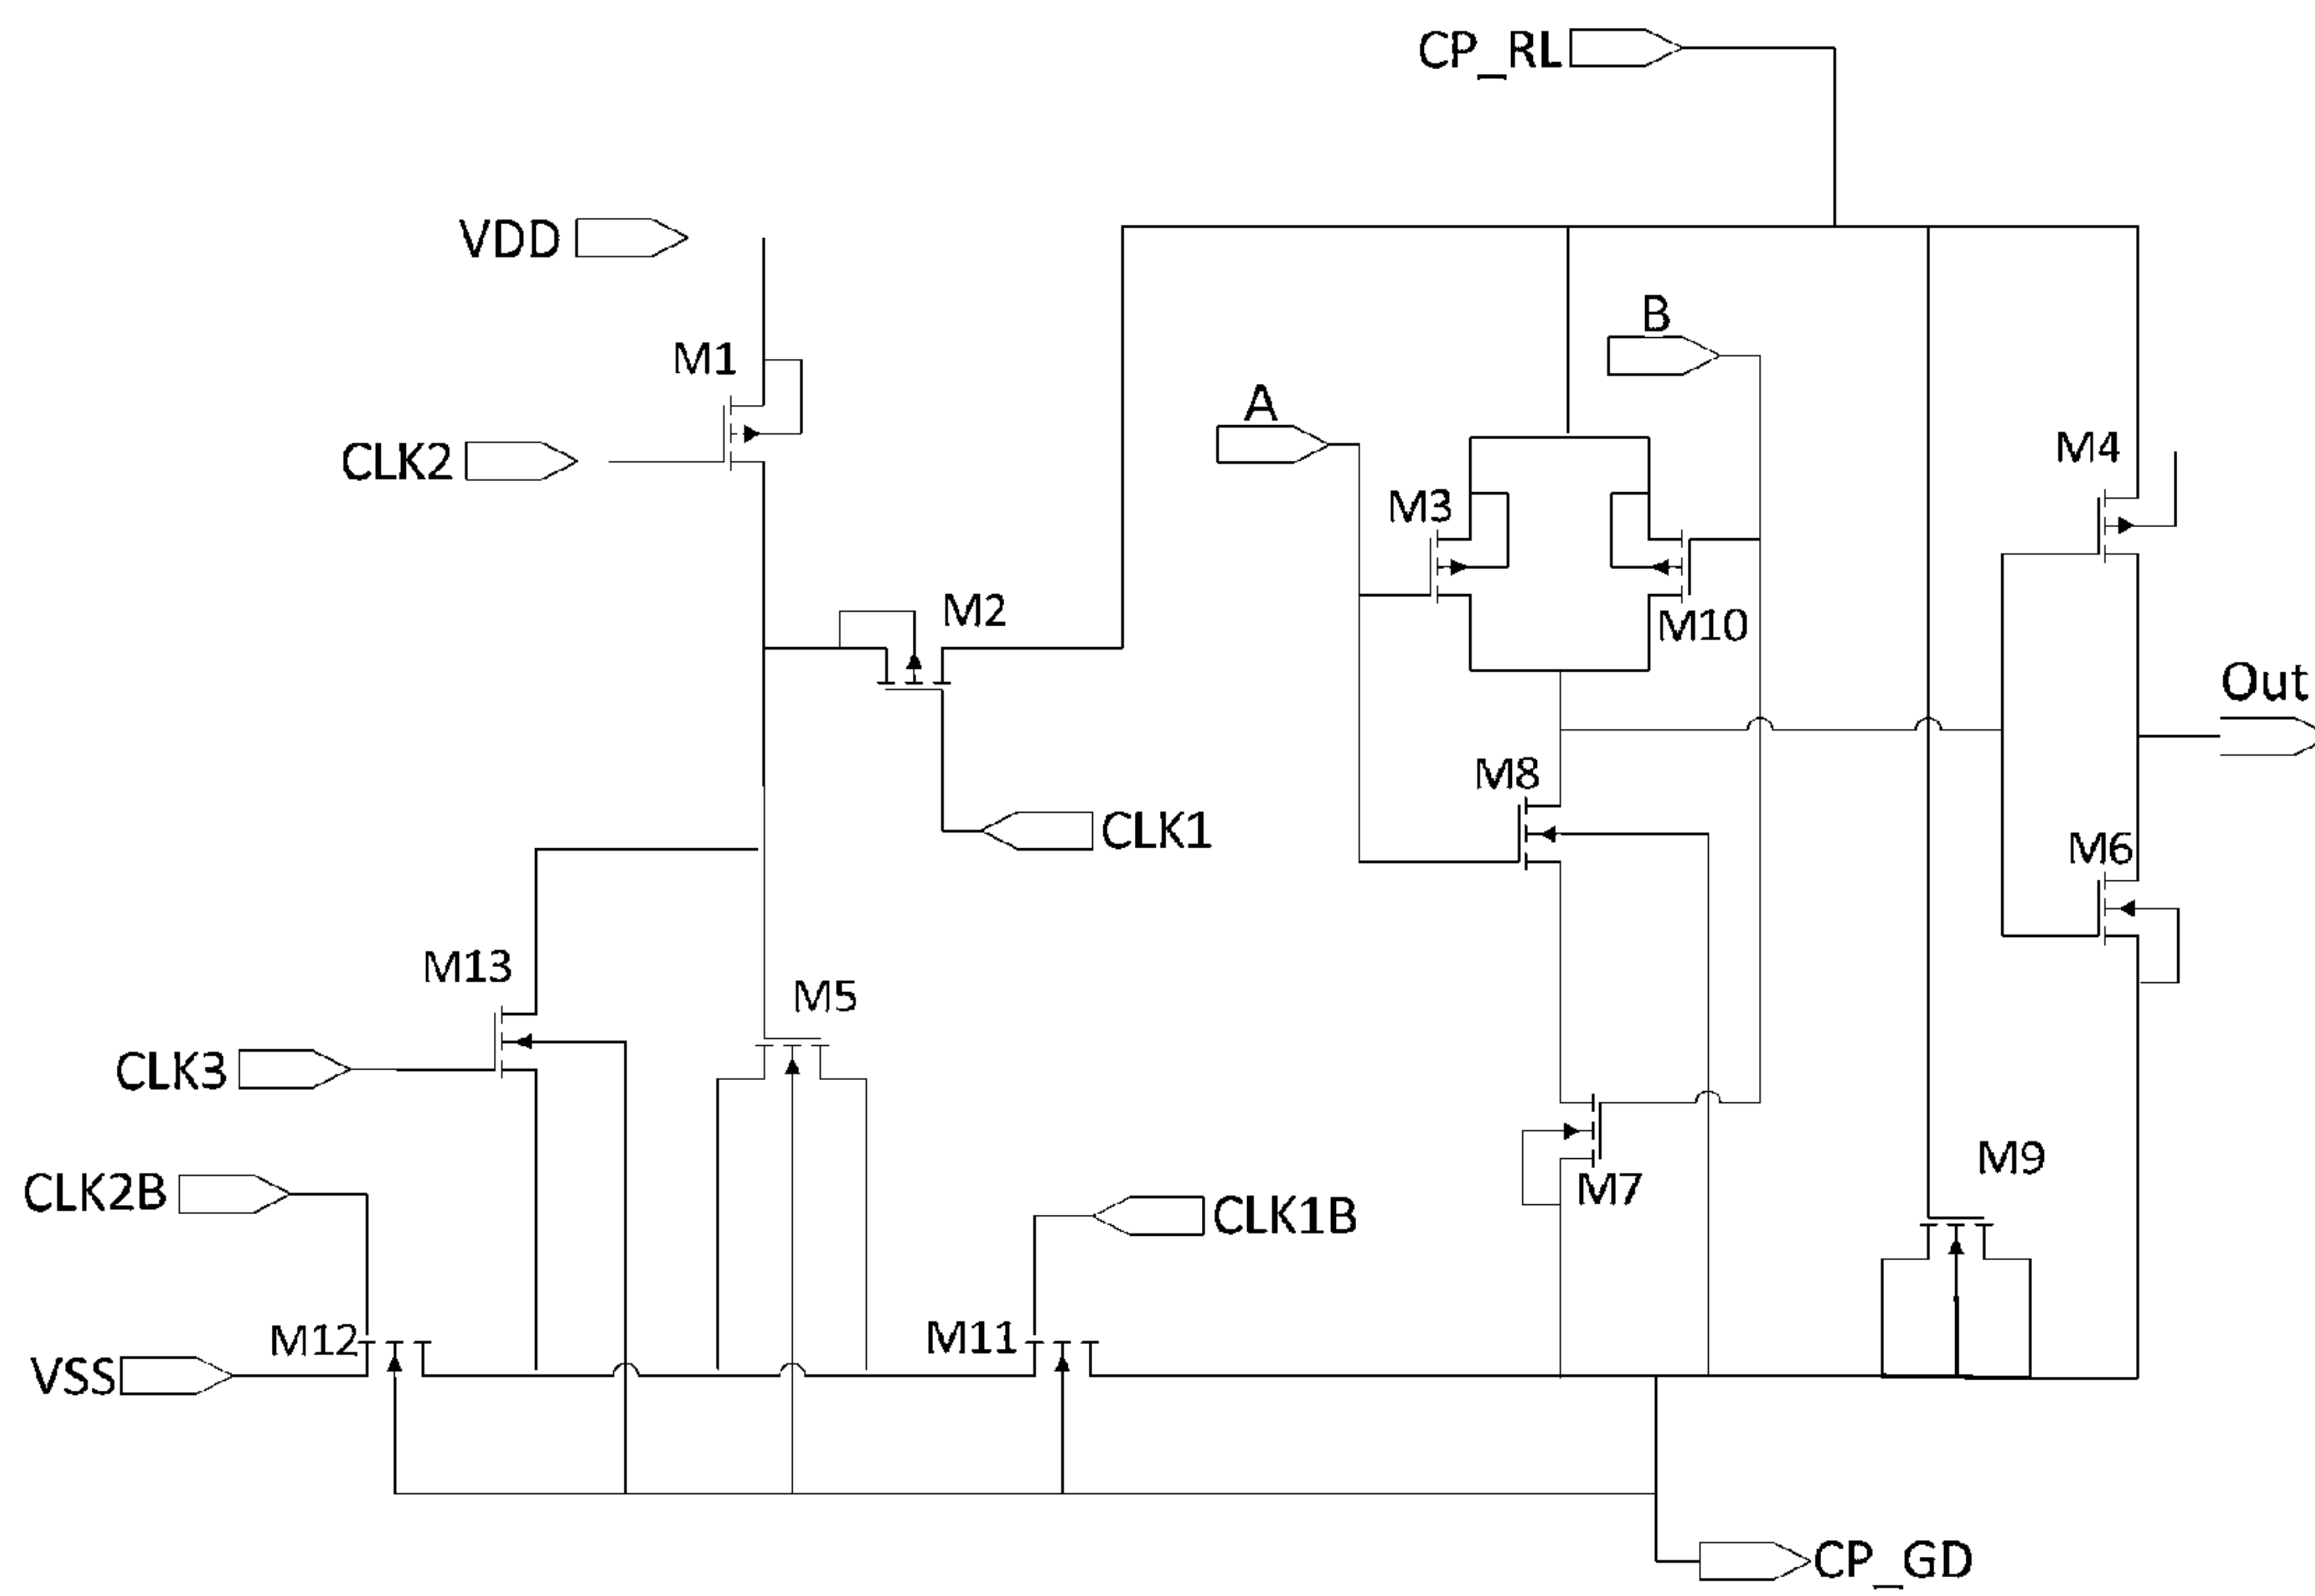 CP_RL
VDD
B
M1
A
CLK2
M4
M3
M2
M10
Out
M8
CLK1
M6
M13
M5
CLK3
M9
CLK2B
M7
CLK1B
M12
M11
VSS
CP_GD